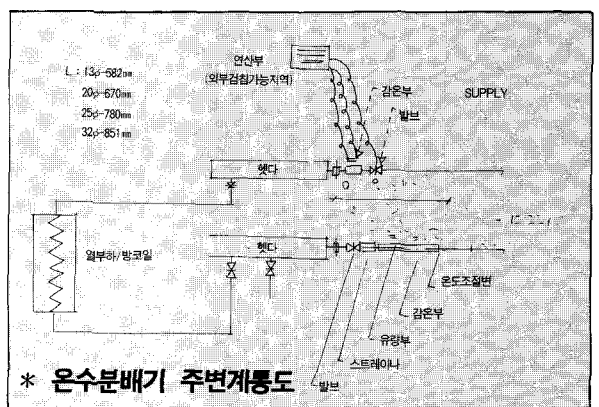 연산부
(외부검침가능지역)
L : 13φ-582mm
20φ-670mm
25φ-780mm
32φ-851mm
감온부
SUPPLY
발브
헷다
헷다
열부하/방코일
온도조절변
감온부
유량부
스트레이나
발브
* 온수분배기 주변계통도